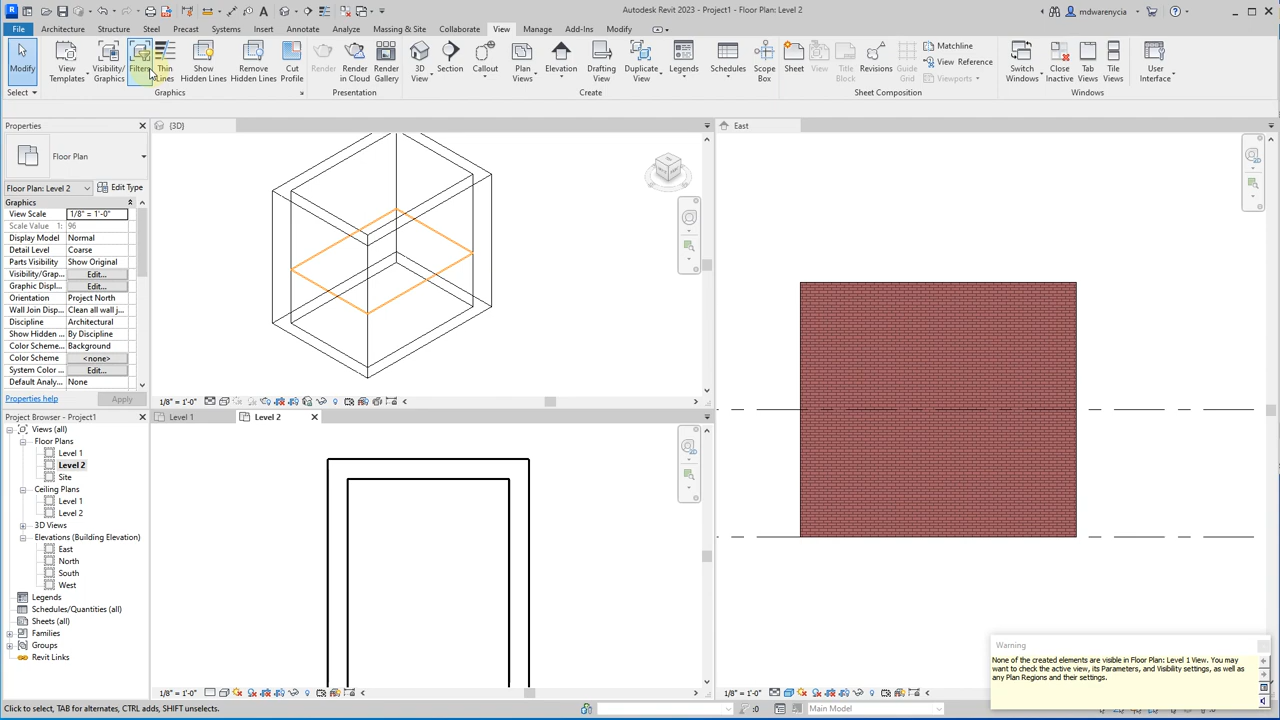 Autodesk Revit 2023 - Project1 - Floor Plan: Level 2
mdwarenycia
File Architecture Structure Steel Precast Systems Insert Annotate Analyze Massing & Site Collaborate View Manage Add-Ins Modify
Modify
View Templates
Visibility/ Graphics
Filters
Thin Lines
Show Hidden Lines
Remove Hidden Lines
Cut Profile
Render
Render in Cloud
Render Gallery
3D View
Section
Callout
Plan Views
Elevation
Drafting View
Duplicate View
Legends
Schedules
Scope Box
Sheet
Title Block
Revisions
Guide Grid
Matchline
View Reference
Viewports
Switch Windows
Close Inactive
Tab Views
Tile Views
User Interface
Select Graphics Presentation Create Sheet Composition Windows
Properties
Floor Plan
Floor Plan: Level 2 Edit Type
Graphics
View Scale 1/8" = 1'-0"
Scale Value 1: 96
Display Model Normal
Detail Level Coarse
Parts Visibility Show Original
Visibility/Grap... Edit...
Graphic Displ... Edit...
Orientation Project North
Wall Join Disp... Clean all wall j...
Discipline Architectural
Show Hidden ... By Discipline
Color Scheme... Background
Color Scheme <none>
System Color ... Edit...
Default Analy... None
Properties help Apply
Project Browser - Project1
Views (all)
Floor Plans
Level 1
Level 2
Site
Ceiling Plans
Level 1
Level 2
3D Views
Elevations (Building Elevation)
East
North
South
West
Legends
Schedules/Quantities (all)
Sheets (all)
Families
Groups
Revit Links
{3D}
1/8" = 1'-0"
Level 1 Level 2
1/8" = 1'-0"
East
1/8" = 1'-0"
Warning
None of the created elements are visible in Floor Plan: Level 1 View. You may
want to check the active view, its Parameters, and Visibility settings, as well as
any Plan Regions and their settings.
Click to select, TAB for alternates, CTRL adds, SHIFT unselects.
:0
Main Model